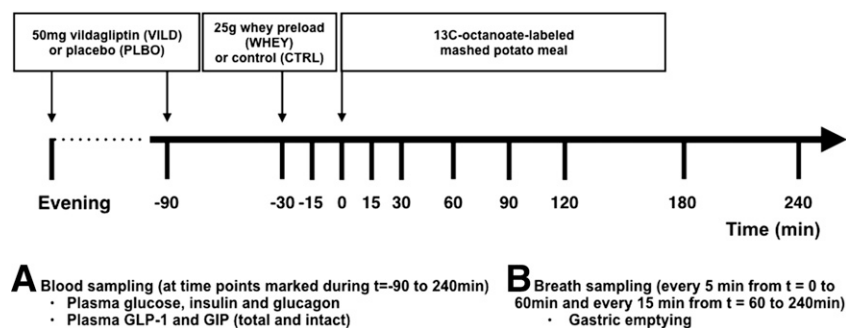 50mg vildagliptin (VILD)
or placebo (PLBO)
25g whey preload
(WHEY)
or control (CTRL)
13C-octanoate-labeled
mashed potato meal
Evening -90 -30 -15 0 15 30 60 90 120 180 240
Time (min)
A Blood sampling (at time points marked during t=-90 to 240min)
· Plasma glucose, insulin and glucagon
· Plasma GLP-1 and GIP (total and intact)
B Breath sampling (every 5 min from t = 0 to
60min and every 15 min from t = 60 to 240min)
· Gastric emptying